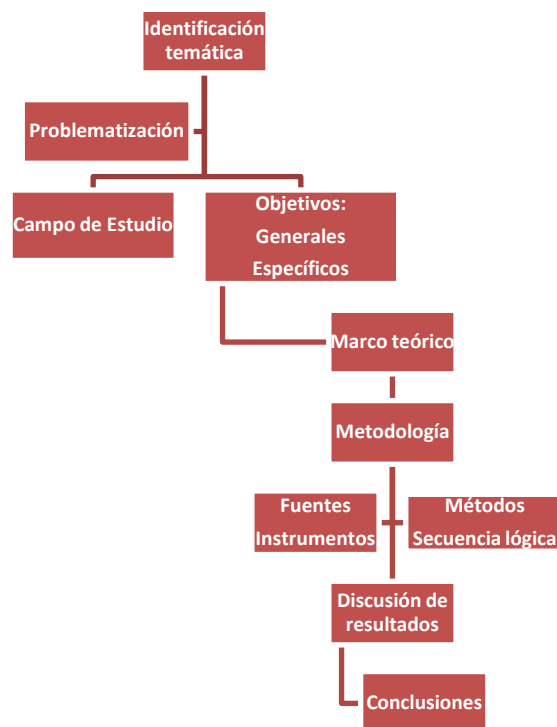 Identificación
temática
Problematización
Campo de Estudio
Objetivos:
Generales
Específicos
Marco teórico
Metodología
Fuentes
Instrumentos
Métodos
Secuencia lógica
Discusión de
resultados
Conclusiones